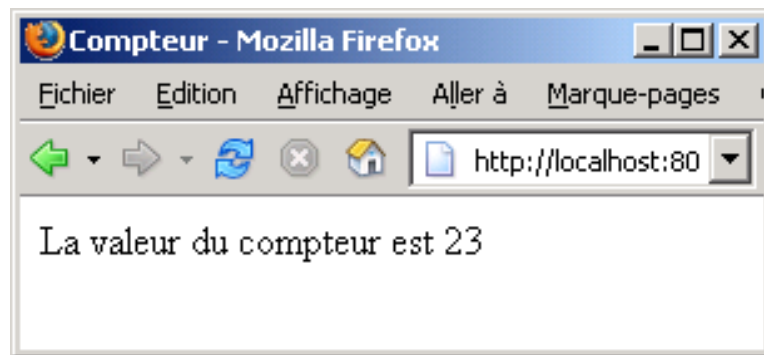 Compteur - Mozilla Firefox
Fichier Edition Affichage Aller à Marque-pages
http://localhost:80
La valeur du compteur est 23